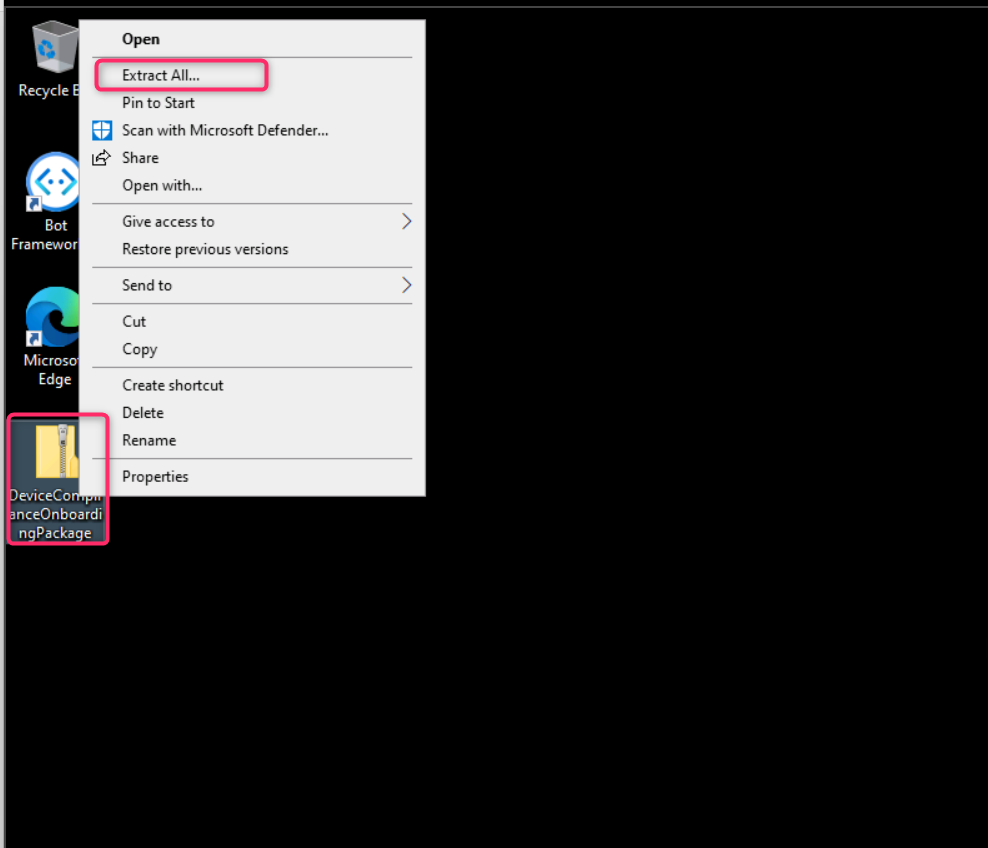 Open
Extract All...
Pin to Start
Scan with Microsoft Defender...
Share
Open with...
Give access to
Restore previous versions
Send to
Cut
Copy
Create shortcut
Delete
Rename
Properties
Recycle B
Bot
Framewor
Microso
Edge
DeviceCompli
anceOnboardi
ngPackage